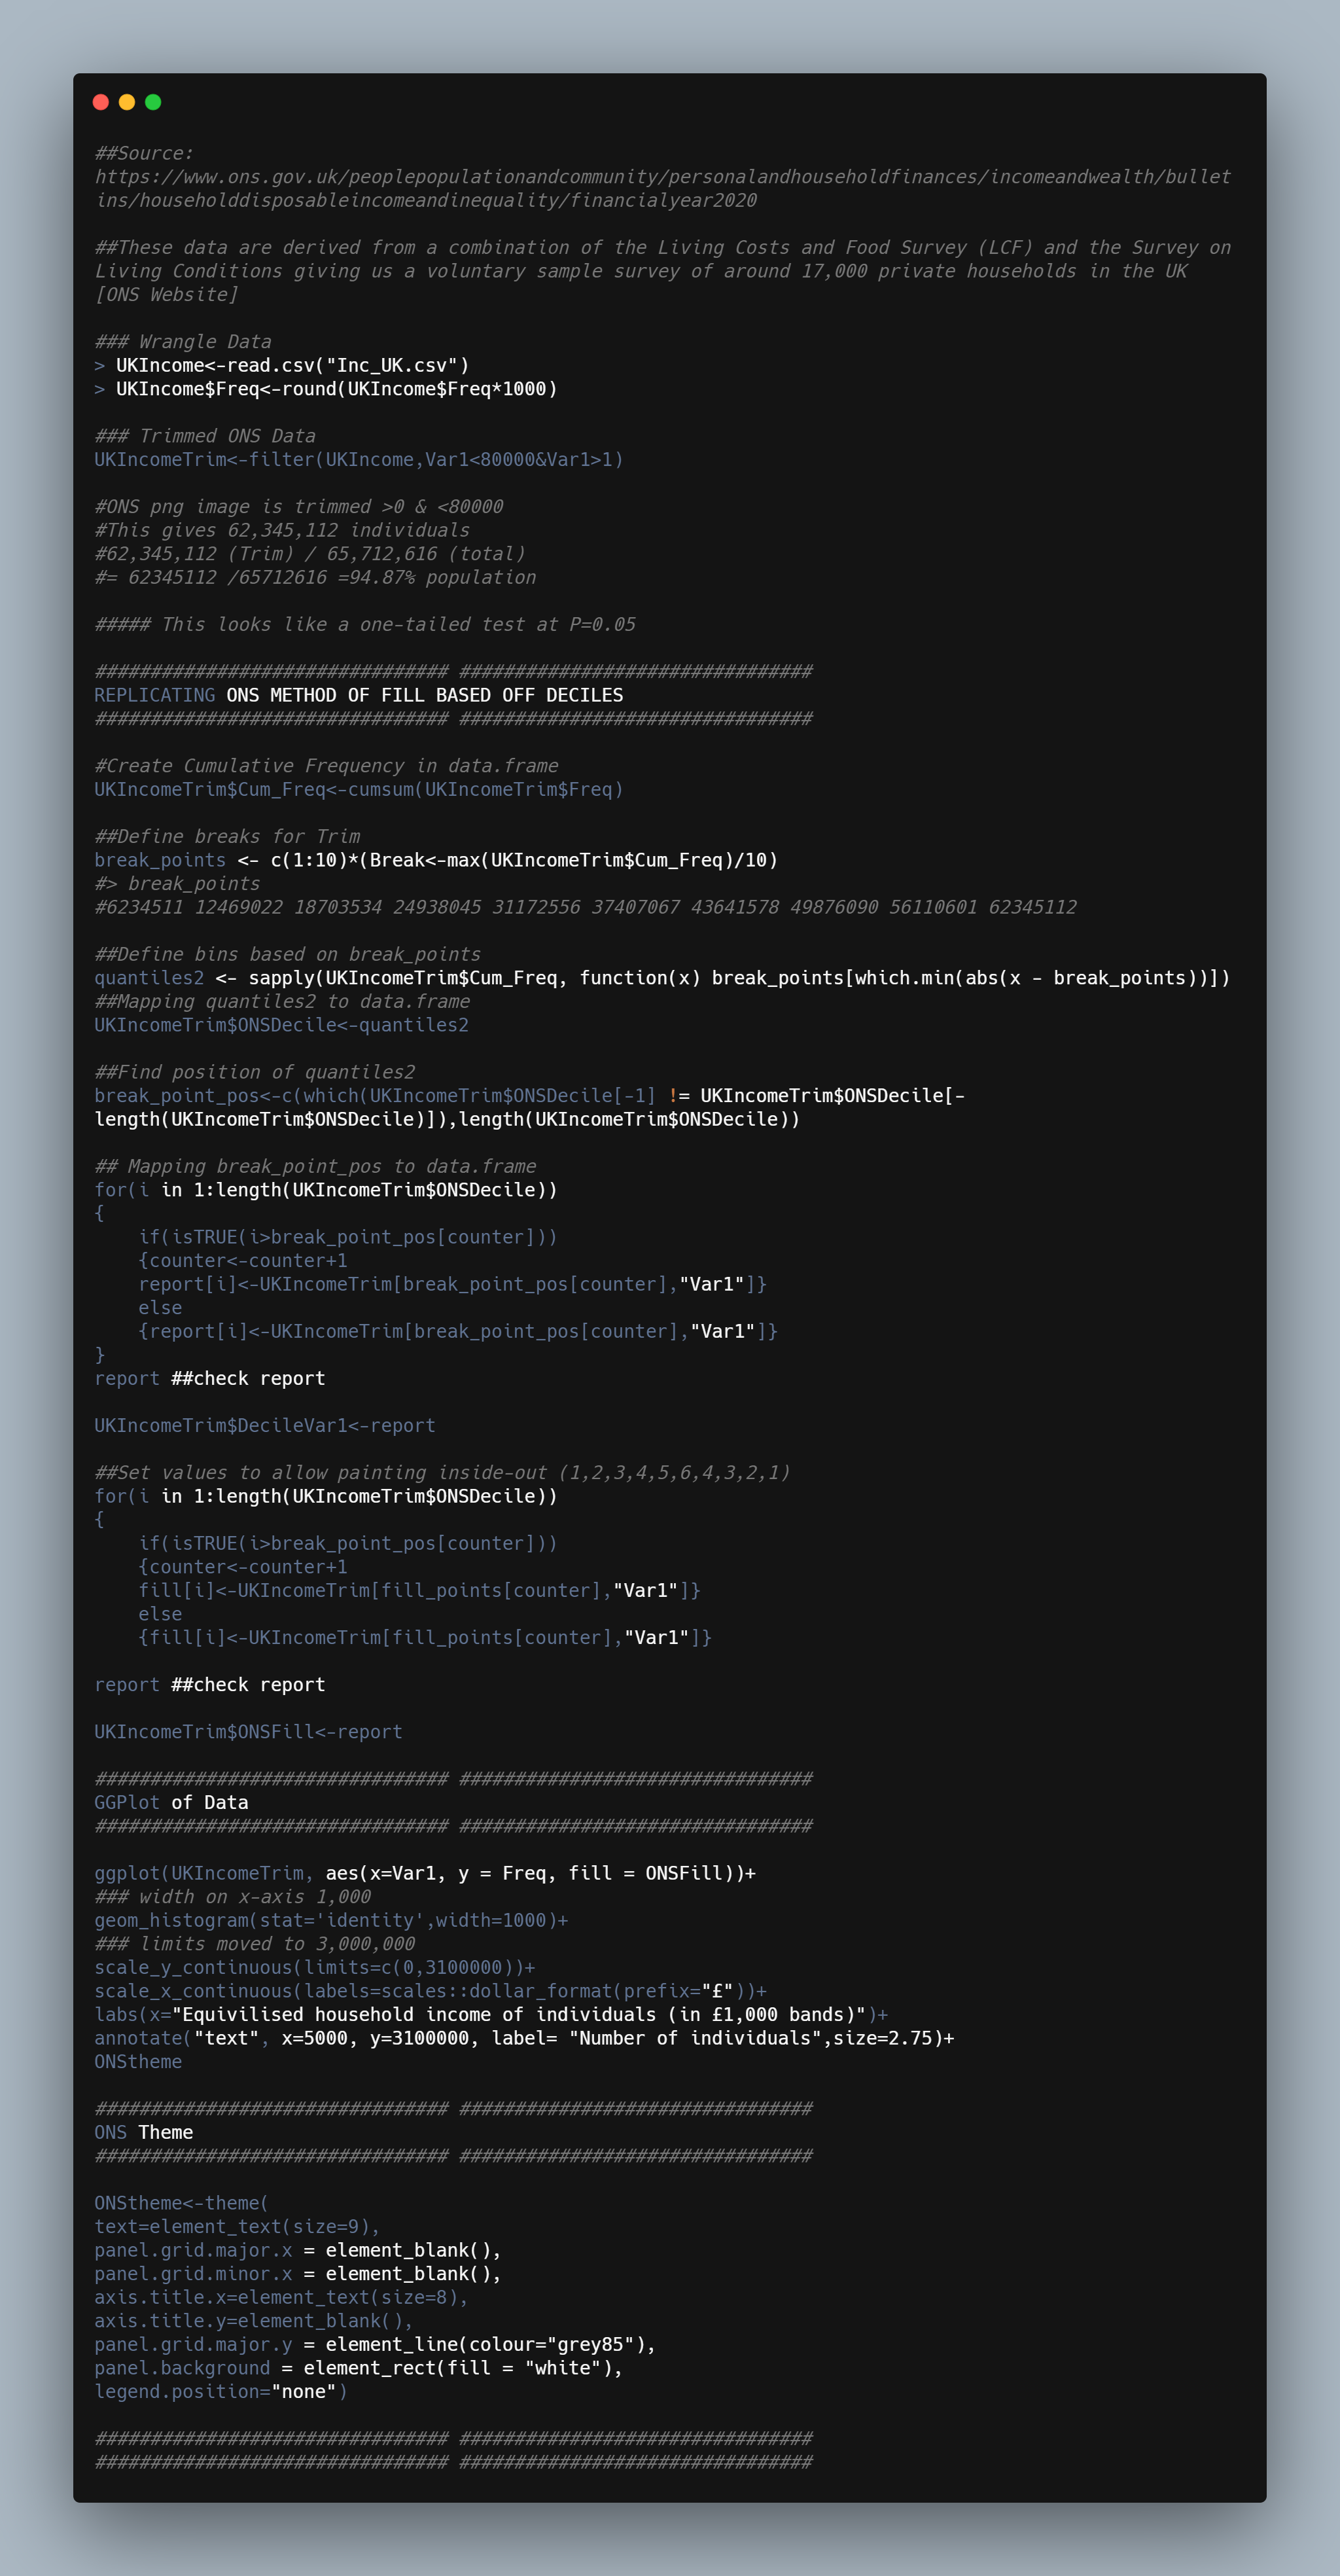 ##Source:
https://www.ons.gov.uk/peoplepopulationandcommunity/personalandhouseholdfinances/incomeandwealth/bullet
ins/householddisposableincomeandinequality/financialyear2020
##These data are derived from a combination of the Living Costs and Food Survey (LCF) and the Survey on
Living Conditions giving us a voluntary sample survey of around 17,000 private households in the UK
[ONS Website]
### Wrangle Data
> UKIncome<-read.csv("Inc_UK.csv")
> UKIncome$Freq<-round(UKIncome$Freq*1000)
### Trimmed ONS Data
UKIncomeTrim<-filter(UKIncome,Var1<80000&Var1>1)
#ONS png image is trimmed >0 & <80000
#This gives 62,345,112 individuals
#62,345,112 (Trim) / 65,712,616 (total)
#= 62345112 /65712616 =94.87% population
##### This looks like a one-tailed test at P=0.05
################################ ################################
REPLICATING ONS METHOD OF FILL BASED OFF DECILES
################################ ################################
#Create Cumulative Frequency in data.frame
UKIncomeTrim$Cum_Freq<-cumsum(UKIncomeTrim$Freq)
##Define breaks for Trim
break_points <- c(1:10)*(Break<-max(UKIncomeTrim$Cum_Freq)/10)
#> break_points
#6234511 12469022 18703534 24938045 31172556 37407067 43641578 49876090 56110601 62345112
##Define bins based on break_points
quantiles2 <- sapply(UKIncomeTrim$Cum_Freq, function(x) break_points[which.min(abs(x - break_points))])
##Mapping quantiles2 to data.frame
UKIncomeTrim$ONSDecile<-quantiles2
##Find position of quantiles2
break_point_pos<-c(which(UKIncomeTrim$ONSDecile[-1] != UKIncomeTrim$ONSDecile[-
length(UKIncomeTrim$ONSDecile)]),length(UKIncomeTrim$ONSDecile))
## Mapping break_point_pos to data.frame
for(i in 1:length(UKIncomeTrim$ONSDecile))
{
    if(isTRUE(i>break_point_pos[counter]))
    {counter<-counter+1
    report[i]<-UKIncomeTrim[break_point_pos[counter],"Var1"]}
    else
    {report[i]<-UKIncomeTrim[break_point_pos[counter],"Var1"]}
}
report ##check report
UKIncomeTrim$DecileVar1<-report
##Set values to allow painting inside-out (1,2,3,4,5,6,4,3,2,1)
for(i in 1:length(UKIncomeTrim$ONSDecile))
{
    if(isTRUE(i>break_point_pos[counter]))
    {counter<-counter+1
    fill[i]<-UKIncomeTrim[fill_points[counter],"Var1"]}
    else
    {fill[i]<-UKIncomeTrim[fill_points[counter],"Var1"]}
report ##check report
UKIncomeTrim$ONSFill<-report
################################ ################################
GGPlot of Data
################################ ################################
ggplot(UKIncomeTrim, aes(x=Var1, y = Freq, fill = ONSFill))+
### width on x-axis 1,000
geom_histogram(stat='identity',width=1000)+
### limits moved to 3,000,000
scale_y_continuous(limits=c(0,3100000))+
scale_x_continuous(labels=scales::dollar_format(prefix="£"))+
labs(x="Equivilised household income of individuals (in £1,000 bands)")+
annotate("text", x=5000, y=3100000, label= "Number of individuals",size=2.75)+
ONStheme
################################ ################################
ONS Theme
################################ ################################
ONStheme<-theme(
text=element_text(size=9),
panel.grid.major.x = element_blank(),
panel.grid.minor.x = element_blank(),
axis.title.x=element_text(size=8),
axis.title.y=element_blank(),
panel.grid.major.y = element_line(colour="grey85"),
panel.background = element_rect(fill = "white"),
legend.position="none")
################################ ################################
################################ ################################